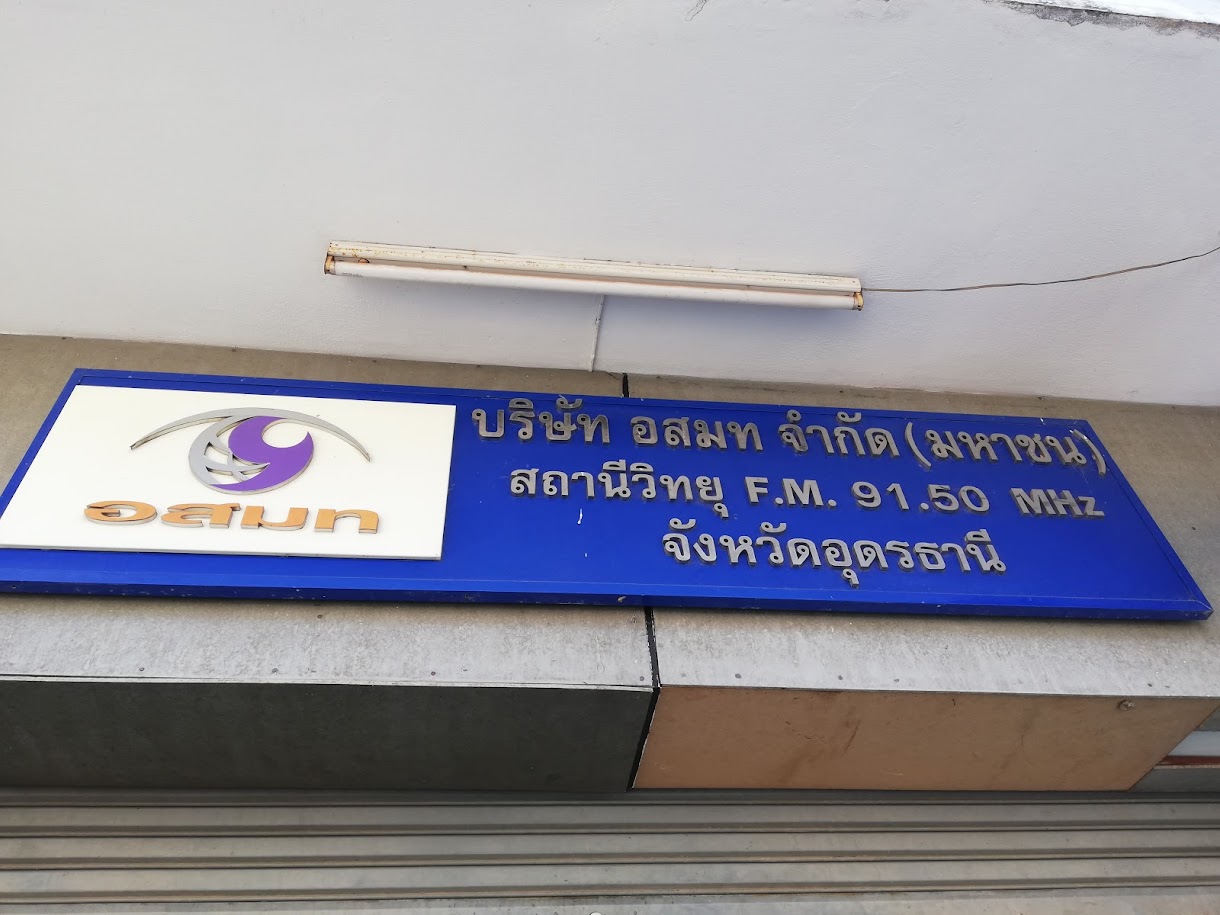 อสมท
บริษัท อสมท จำกัด (มหาชน)
สถานีวิทยุ F.M. 91.50 MHz
จังหวัดอุดรธานี